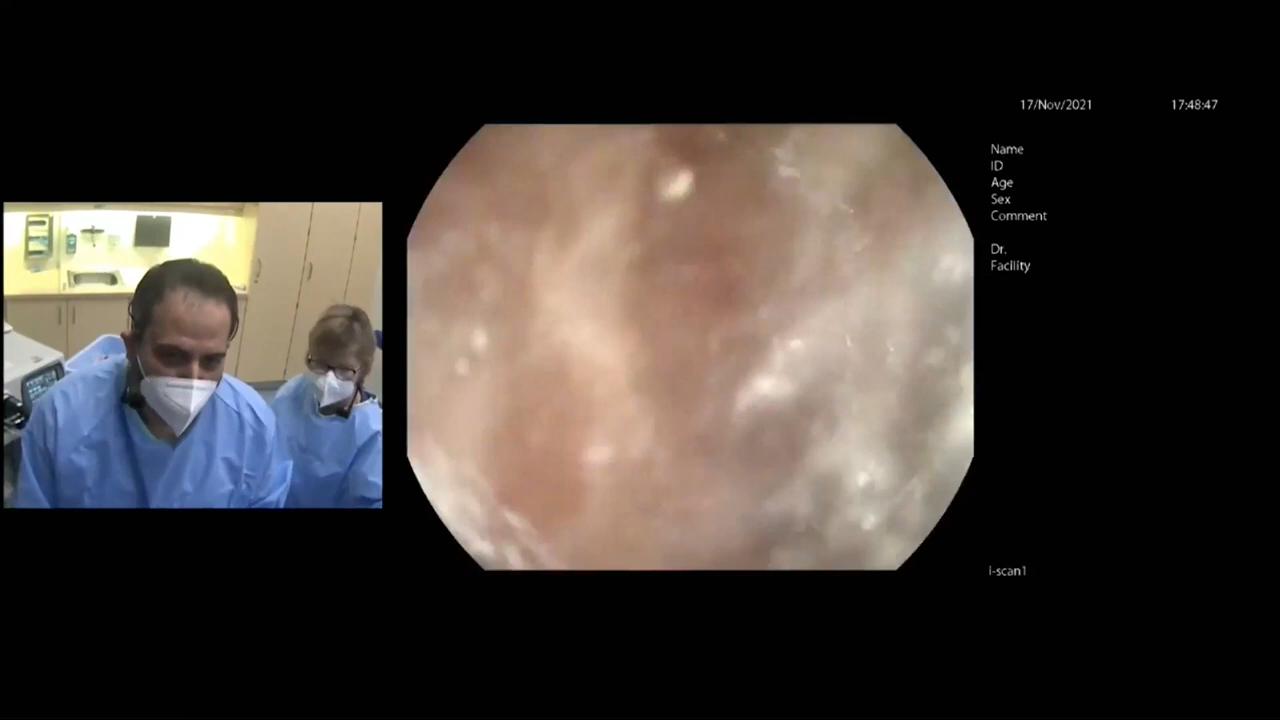 17/Nov/2021 17:48:47
Name
ID
Age
Sex
Comment
Dr.
Facility
i-scan1